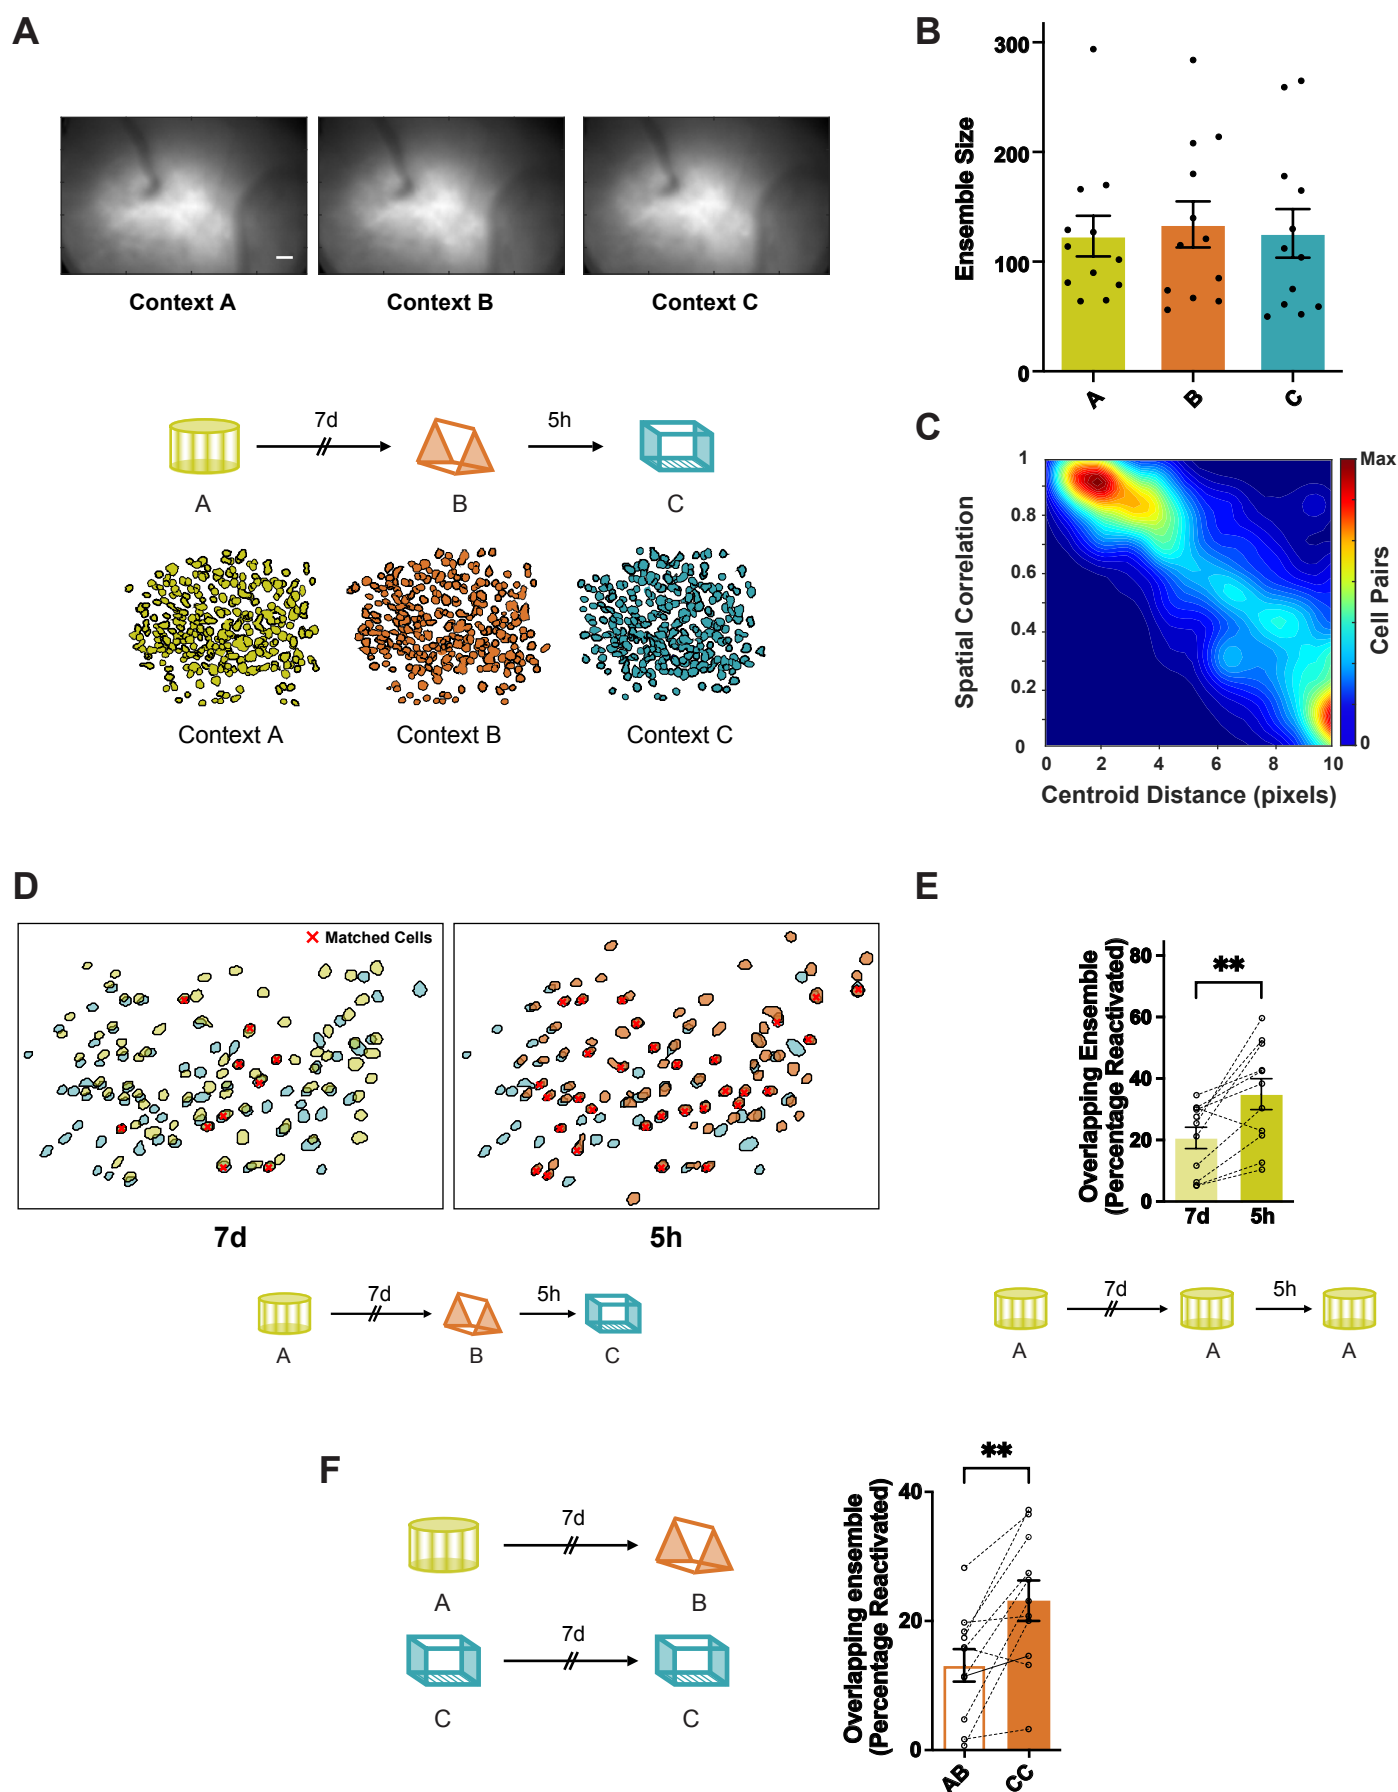 A
Context A
Context B
Context C
7d
5h
A
B
C
Context A
Context B
Context C
B
Ensemble Size
300
200
100
0
A
B
C
C
Spatial Correlation
1
0.8
0.6
0.4
0.2
0
0
2
4
6
8
10
Centroid Distance (pixels)
Max
Cell Pairs
0
D
Matched Cells
7d
5h
7d
5h
A
B
C
E
Overlapping Ensemble
(Percentage Reactivated)
80
60
40
20
0
**
7d
5h
7d
5h
A
A
A
F
7d
A
B
7d
C
C
Overlapping ensemble
(Percentage Reactivated)
40
20
0
**
AB
CC